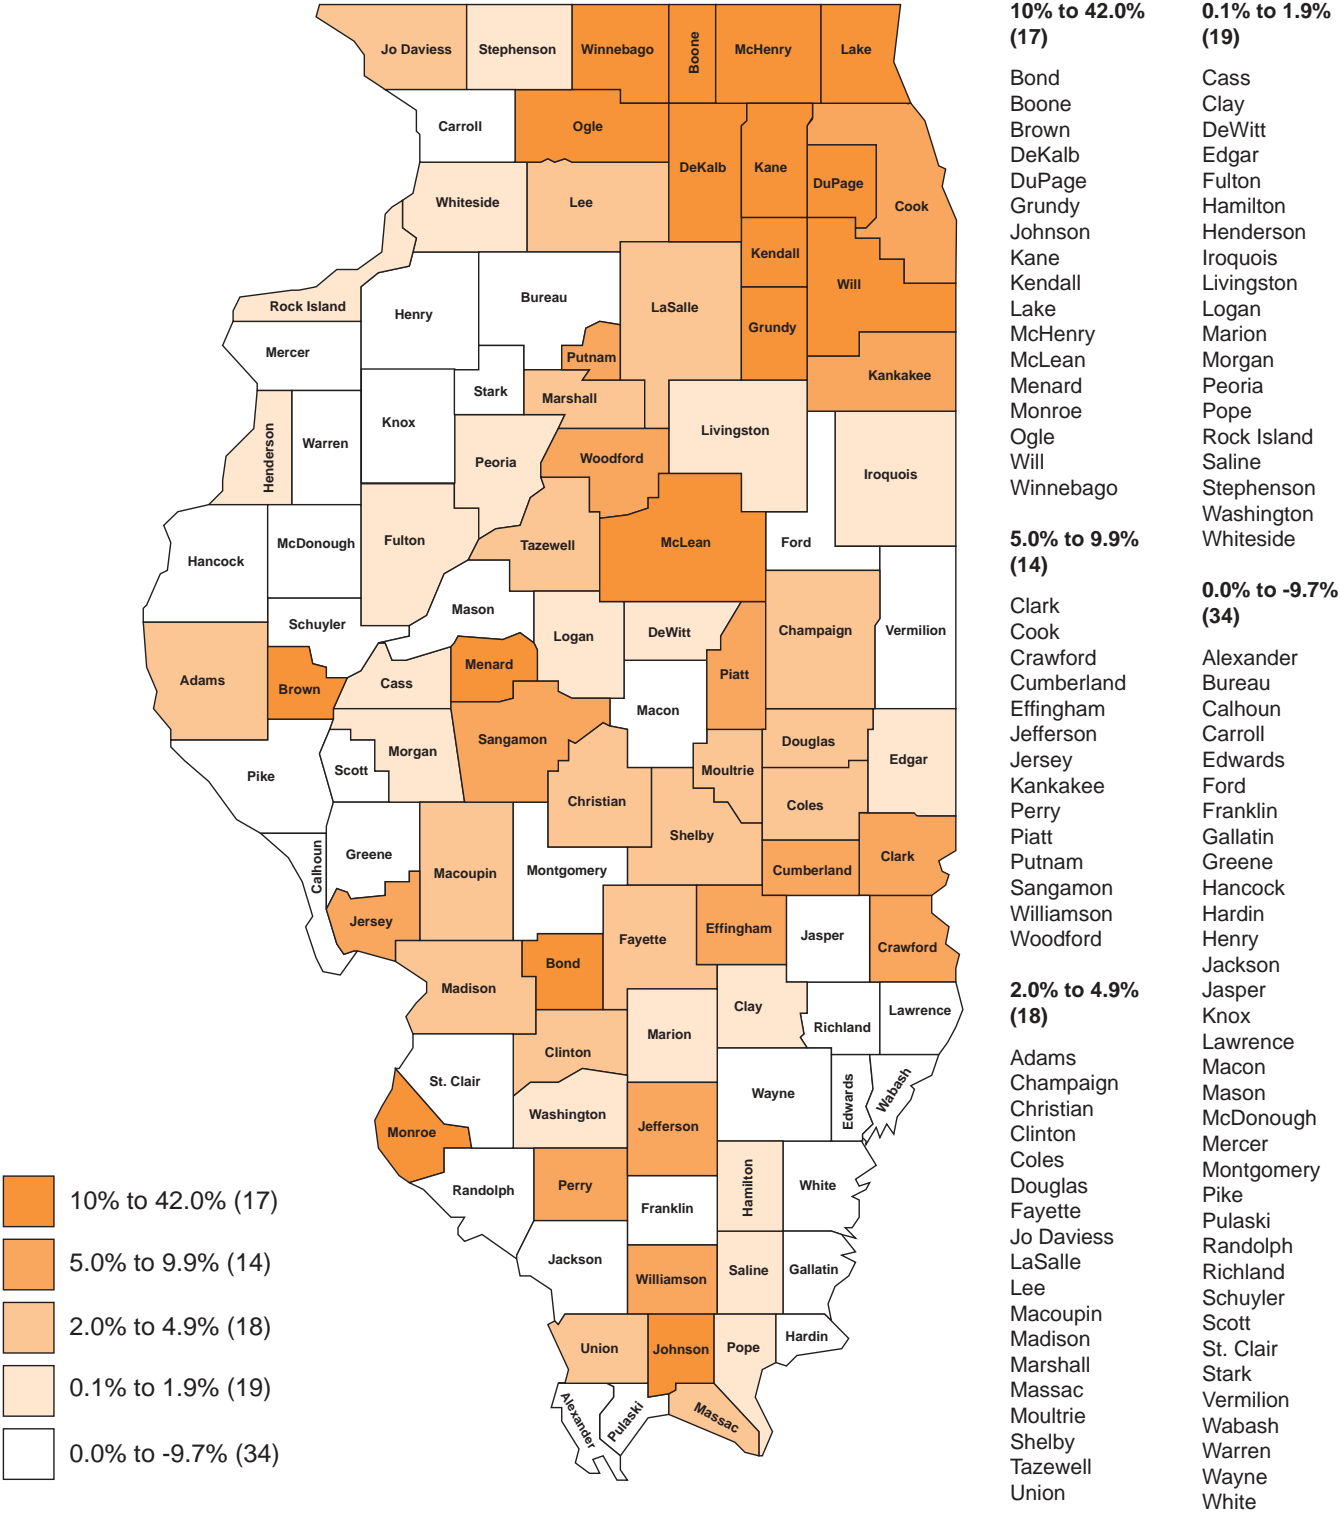 Jo Daviess
Stephenson
Winnebago
Boone
McHenry
Lake
Carroll
Ogle
DeKalb
Kane
DuPage
Cook
Whiteside
Lee
Kendall
Will
Rock Island
Henry
Bureau
LaSalle
Grundy
Mercer
Putnam
Kankakee
Stark
Marshall
Knox
Henderson
Warren
Livingston
Peoria
Woodford
Iroquois
Hancock
McDonough
Fulton
Tazewell
McLean
Ford
Mason
Schuyler
Logan
DeWitt
Champaign
Vermilion
Adams
Brown
Cass
Menard
Piatt
Macon
Pike
Scott
Morgan
Sangamon
Moultrie
Douglas
Edgar
Christian
Coles
Shelby
Calhoun
Greene
Macoupin
Montgomery
Cumberland
Clark
Jersey
Fayette
Effingham
Jasper
Crawford
Bond
Madison
Clay
Richland
Lawrence
Marion
Clinton
St. Clair
Wayne
Edwards
Wabash
Washington
Monroe
Jefferson
Randolph
Perry
Hamilton
White
Franklin
Jackson
Williamson
Saline
Gallatin
Union
Johnson
Pope
Hardin
Alexander
Pulaski
Massac
10% to 42.0% (17)
5.0% to 9.9% (14)
2.0% to 4.9% (18)
0.1% to 1.9% (19)
0.0% to -9.7% (34)
10% to 42.0%
(17)
Bond
Boone
Brown
DeKalb
DuPage
Grundy
Johnson
Kane
Kendall
Lake
McHenry
McLean
Menard
Monroe
Ogle
Will
Winnebago
5.0% to 9.9%
(14)
Clark
Cook
Crawford
Cumberland
Effingham
Jefferson
Jersey
Kankakee
Perry
Piatt
Putnam
Sangamon
Williamson
Woodford
2.0% to 4.9%
(18)
Adams
Champaign
Christian
Clinton
Coles
Douglas
Fayette
Jo Daviess
LaSalle
Lee
Macoupin
Madison
Marshall
Massac
Moultrie
Shelby
Tazewell
Union
0.1% to 1.9%
(19)
Cass
Clay
DeWitt
Edgar
Fulton
Hamilton
Henderson
Iroquois
Livingston
Logan
Marion
Morgan
Peoria
Pope
Rock Island
Saline
Stephenson
Washington
Whiteside
0.0% to -9.7%
(34)
Alexander
Bureau
Calhoun
Carroll
Edwards
Ford
Franklin
Gallatin
Greene
Hancock
Hardin
Henry
Jackson
Jasper
Knox
Lawrence
Macon
Mason
McDonough
Mercer
Montgomery
Pike
Pulaski
Randolph
Richland
Schuyler
Scott
St. Clair
Stark
Vermilion
Wabash
Warren
Wayne
White